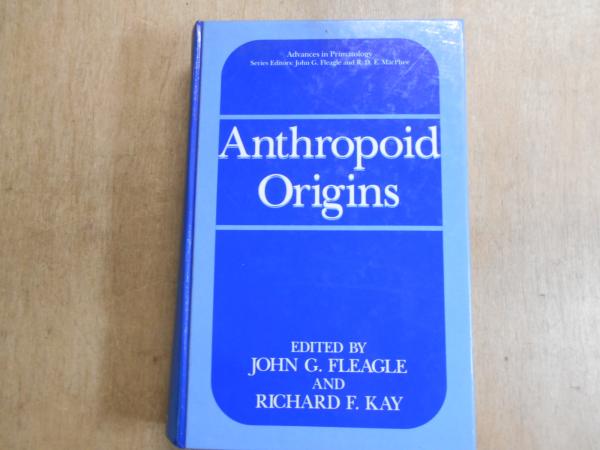 Advances in Primatology
Series Editors: John G. Fleagle and R. D. E. MacPhee
Anthropoid
Origins
EDITED BY
JOHN G. FLEAGLE
AND
RICHARD F. KAY